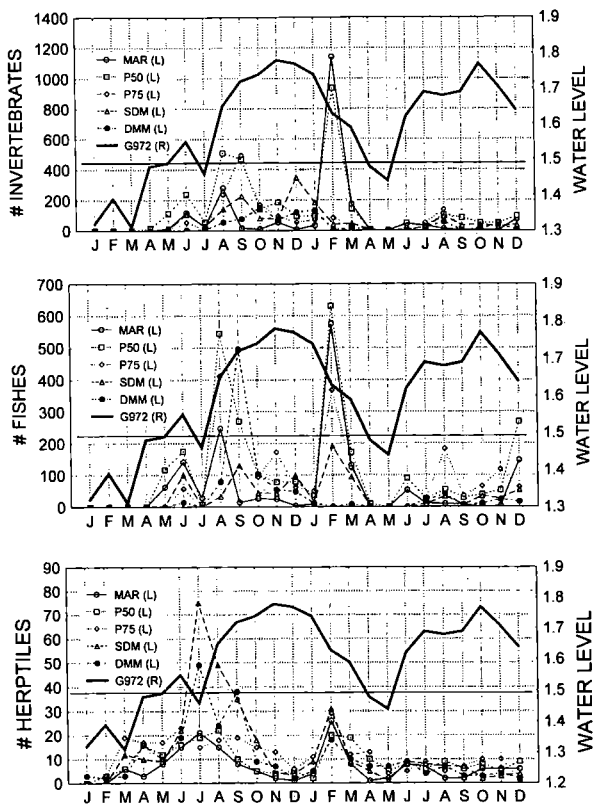 # INVERTEBRATES
1400
1200
1000
800
600
400
200
0
MAR (L)
P50 (L)
P75 (L)
SDM (L)
DMM (L)
G972 (R)
1.9
1.8
1.7
1.6
1.5
1.4
1.3
WATER LEVEL
J F M A M J J A S O N D J F M A M J J A S O N D
# FISHES
700
600
500
400
300
200
100
0
MAR (L)
P50 (L)
P75 (L)
SDM (L)
DMM (L)
G972 (R)
1.9
1.8
1.7
1.6
1.5
1.4
1.3
WATER LEVEL
J F M A M J J A S O N D J F M A M J J A S O N D
# HERPTILES
90
80
70
60
50
40
30
20
10
0
MAR (L)
P50 (L)
P75 (L)
SDM (L)
DMM (L)
G972 (R)
1.9
1.8
1.7
1.6
1.5
1.4
1.3
1.2
WATER LEVEL
J F M A M J J A S O N D J F M A M J J A S O N D